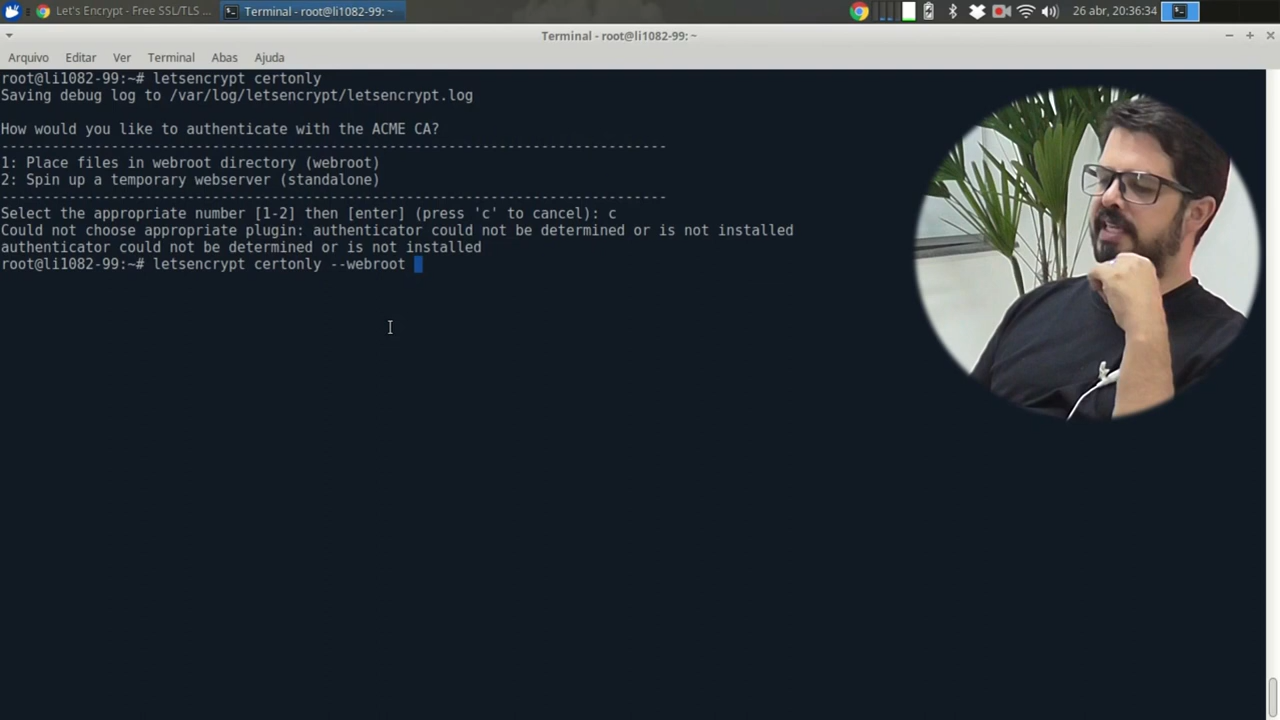 Let's Encrypt - Free SSL/TLS ...
Terminal - root@li1082-99: ~
26 abr, 20:36:34
Terminal - root@li1082-99: ~
Arquivo Editar Ver Terminal Abas Ajuda
root@li1082-99:~# letsencrypt certonly
Saving debug log to /var/log/letsencrypt/letsencrypt.log
How would you like to authenticate with the ACME CA?
-------------------------------------------------------------------------------
1: Place files in webroot directory (webroot)
2: Spin up a temporary webserver (standalone)
-------------------------------------------------------------------------------
Select the appropriate number [1-2] then [enter] (press 'c' to cancel): c
Could not choose appropriate plugin: authenticator could not be determined or is not installed
authenticator could not be determined or is not installed
root@li1082-99:~# letsencrypt certonly --webroot